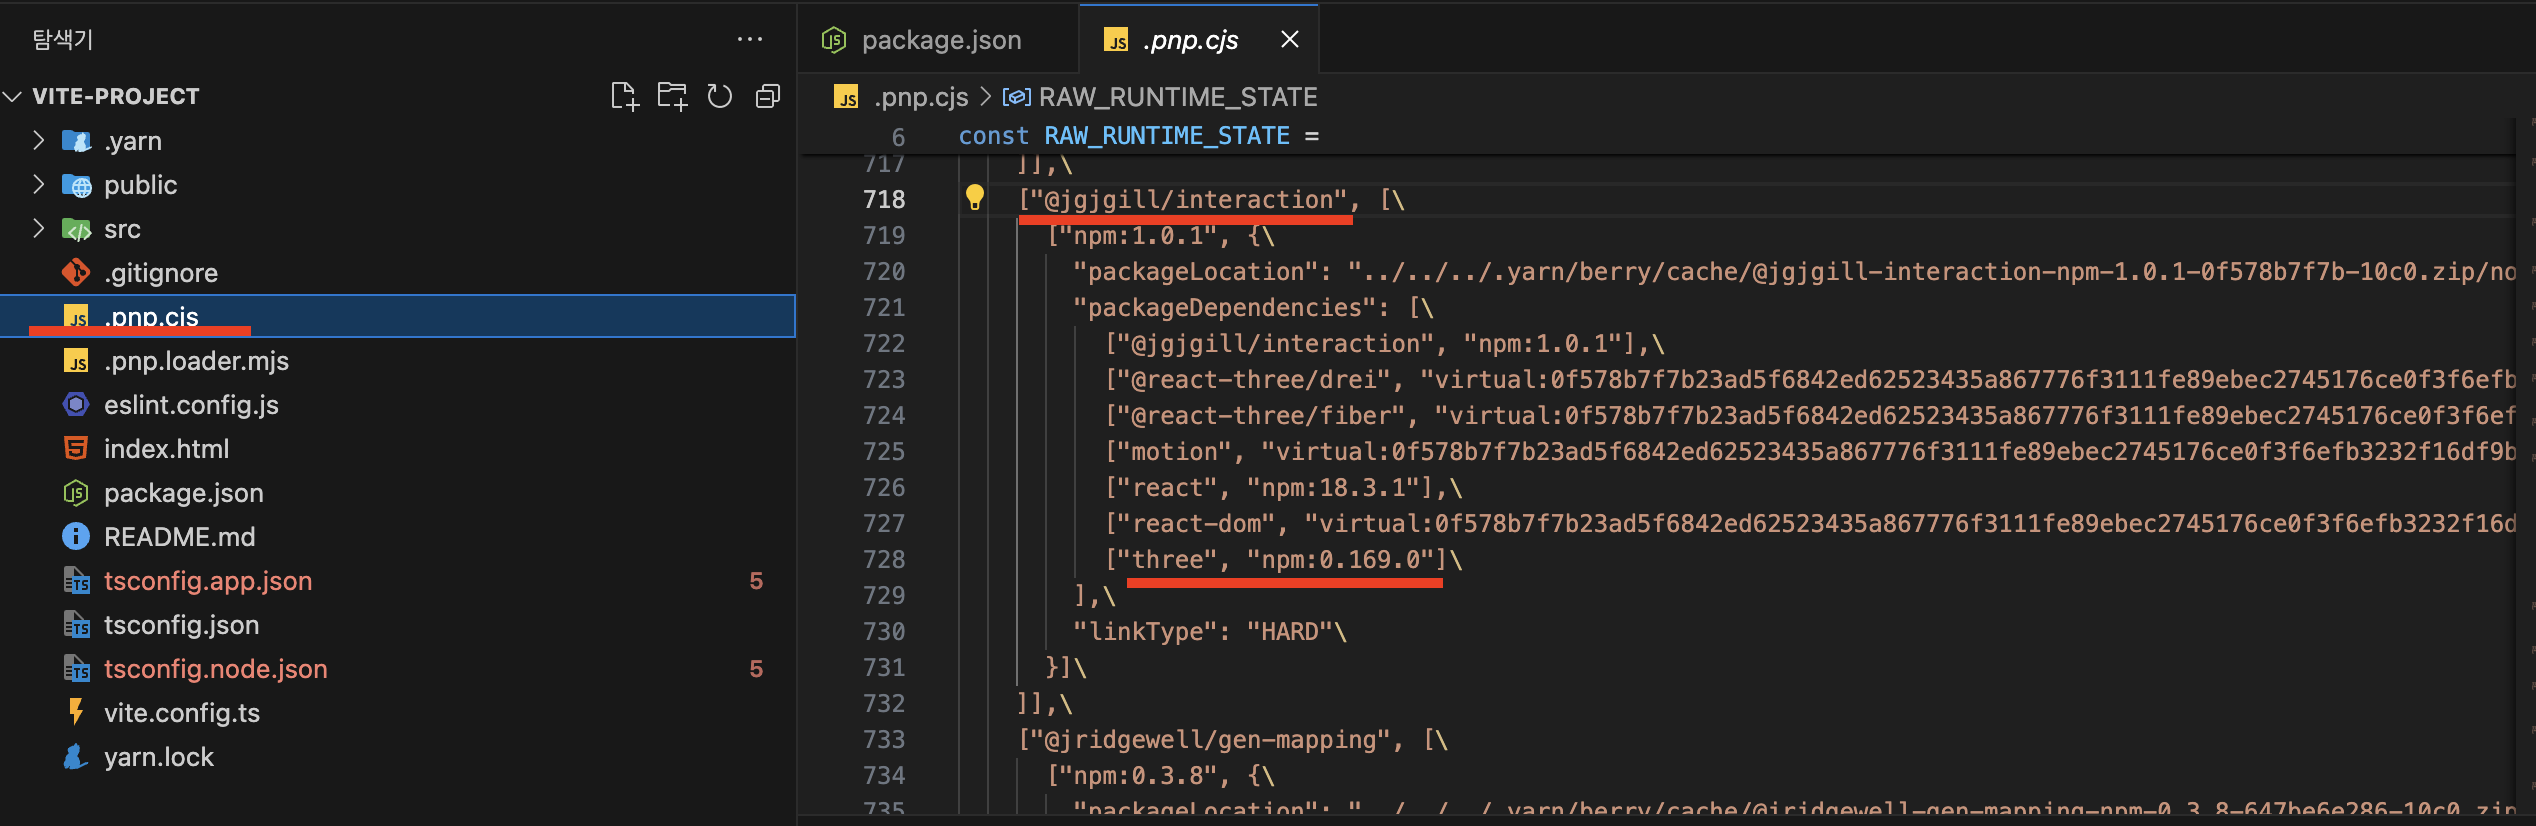 탐색기
VITE-PROJECT
.yarn
public
src
.gitignore
.pnp.cjs
.pnp.loader.mjs
eslint.config.js
index.html
package.json
README.md
tsconfig.app.json 5
tsconfig.json
tsconfig.node.json 5
vite.config.ts
yarn.lock
package.json
.pnp.cjs
.pnp.cjs > RAW_RUNTIME_STATE
6 const RAW_RUNTIME_STATE =
717 ]],\
718 ["@jgjgill/interaction", [\
719 ["npm:1.0.1", {\
720 "packageLocation": "../../../.yarn/berry/cache/@jgjgill-interaction-npm-1.0.1-0f578b7f7b-10c0.zip/no
721 "packageDependencies": [\
722 ["@jgjgill/interaction", "npm:1.0.1"],\
723 ["@react-three/drei", "virtual:0f578b7f7b23ad5f6842ed62523435a867776f3111fe89ebec2745176ce0f3f6efb
724 ["@react-three/fiber", "virtual:0f578b7f7b23ad5f6842ed62523435a867776f3111fe89ebec2745176ce0f3f6ef
725 ["motion", "virtual:0f578b7f7b23ad5f6842ed62523435a867776f3111fe89ebec2745176ce0f3f6efb3232f16df9b
726 ["react", "npm:18.3.1"],\
727 ["react-dom", "virtual:0f578b7f7b23ad5f6842ed62523435a867776f3111fe89ebec2745176ce0f3f6efb3232f16d
728 ["three", "npm:0.169.0"]\
729 ],\
730 "linkType": "HARD"\
731 }]\
732 ]],\
733 ["@jridgewell/gen-mapping", [\
734 ["npm:0.3.8", {\
735 "packageLocation": "../../../.yarn/berry/cache/@jridgewell-gen-mapping-npm-0.3.8-647be6e286-10c0.zip